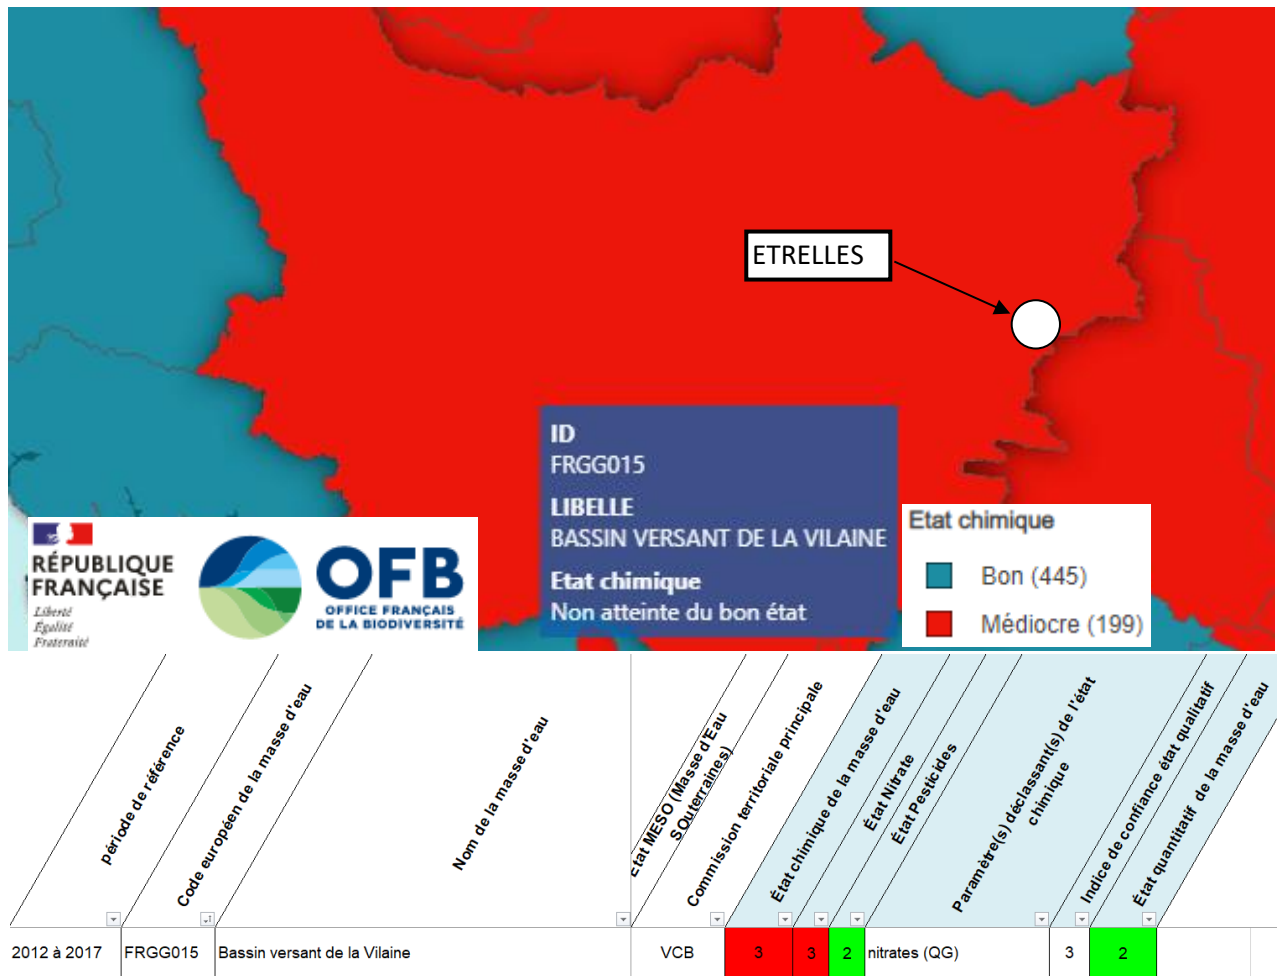 ETRELLES
ID
FRGG015
LIBELLE
BASSIN VERSANT DE LA VILAINE
Etat chimique
Non atteinte du bon état
Etat chimique
Bon (445)
Médiocre (199)
RÉPUBLIQUE
FRANÇAISE
Liberté
Égalité
Fraternité
OFB
OFFICE FRANÇAIS
DE LA BIODIVERSITÉ
période de référence
Code européen de la masse d'eau
Nom de la masse d'eau
État MESO (Masse d'Eau
SOuterraines)
Commission territoriale principale
État chimique de la masse d'eau
État Nitrate
État Pesticides
Paramètre(s) déclassant(s) de l'état
chimique
Indice de confiance état qualitatif
État quantitatif de la masse d'eau
2012 à 2017 FRGG015 Bassin versant de la Vilaine VCB 3 3 2 nitrates (QG) 3 2